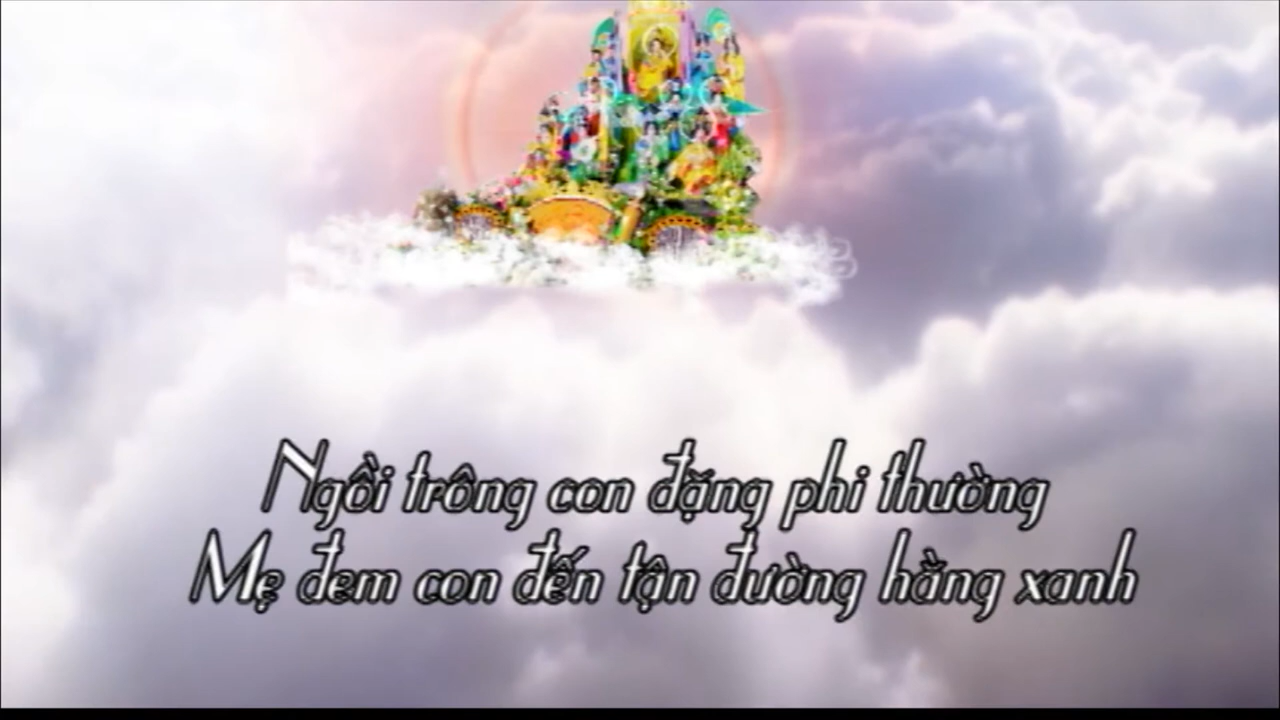 Ngồi trông con đặng phi thường
Mẹ đem con đến tận đường hằng xanh